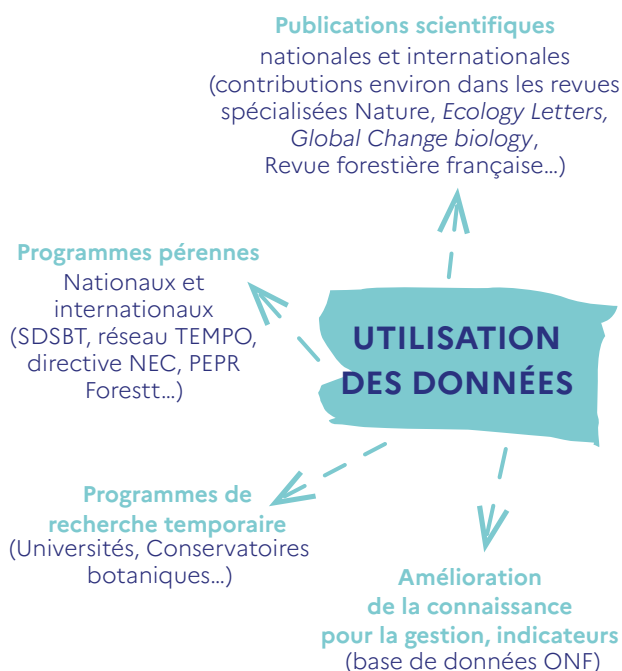 Publications scientifiques
nationales et internationales
(contributions environ dans les revues
spécialisées Nature, Ecology Letters,
Global Change biology,
Revue forestière française…)
Programmes pérennes
Nationaux et
internationaux
(SDSBT, réseau TEMPO,
directive NEC, PEPR
Forestt…)
UTILISATION
DES DONNÉES
Programmes de
recherche temporaire
(Universités, Conservatoires
botaniques…)
Amélioration
de la connaissance
pour la gestion, indicateurs
(base de données ONF)